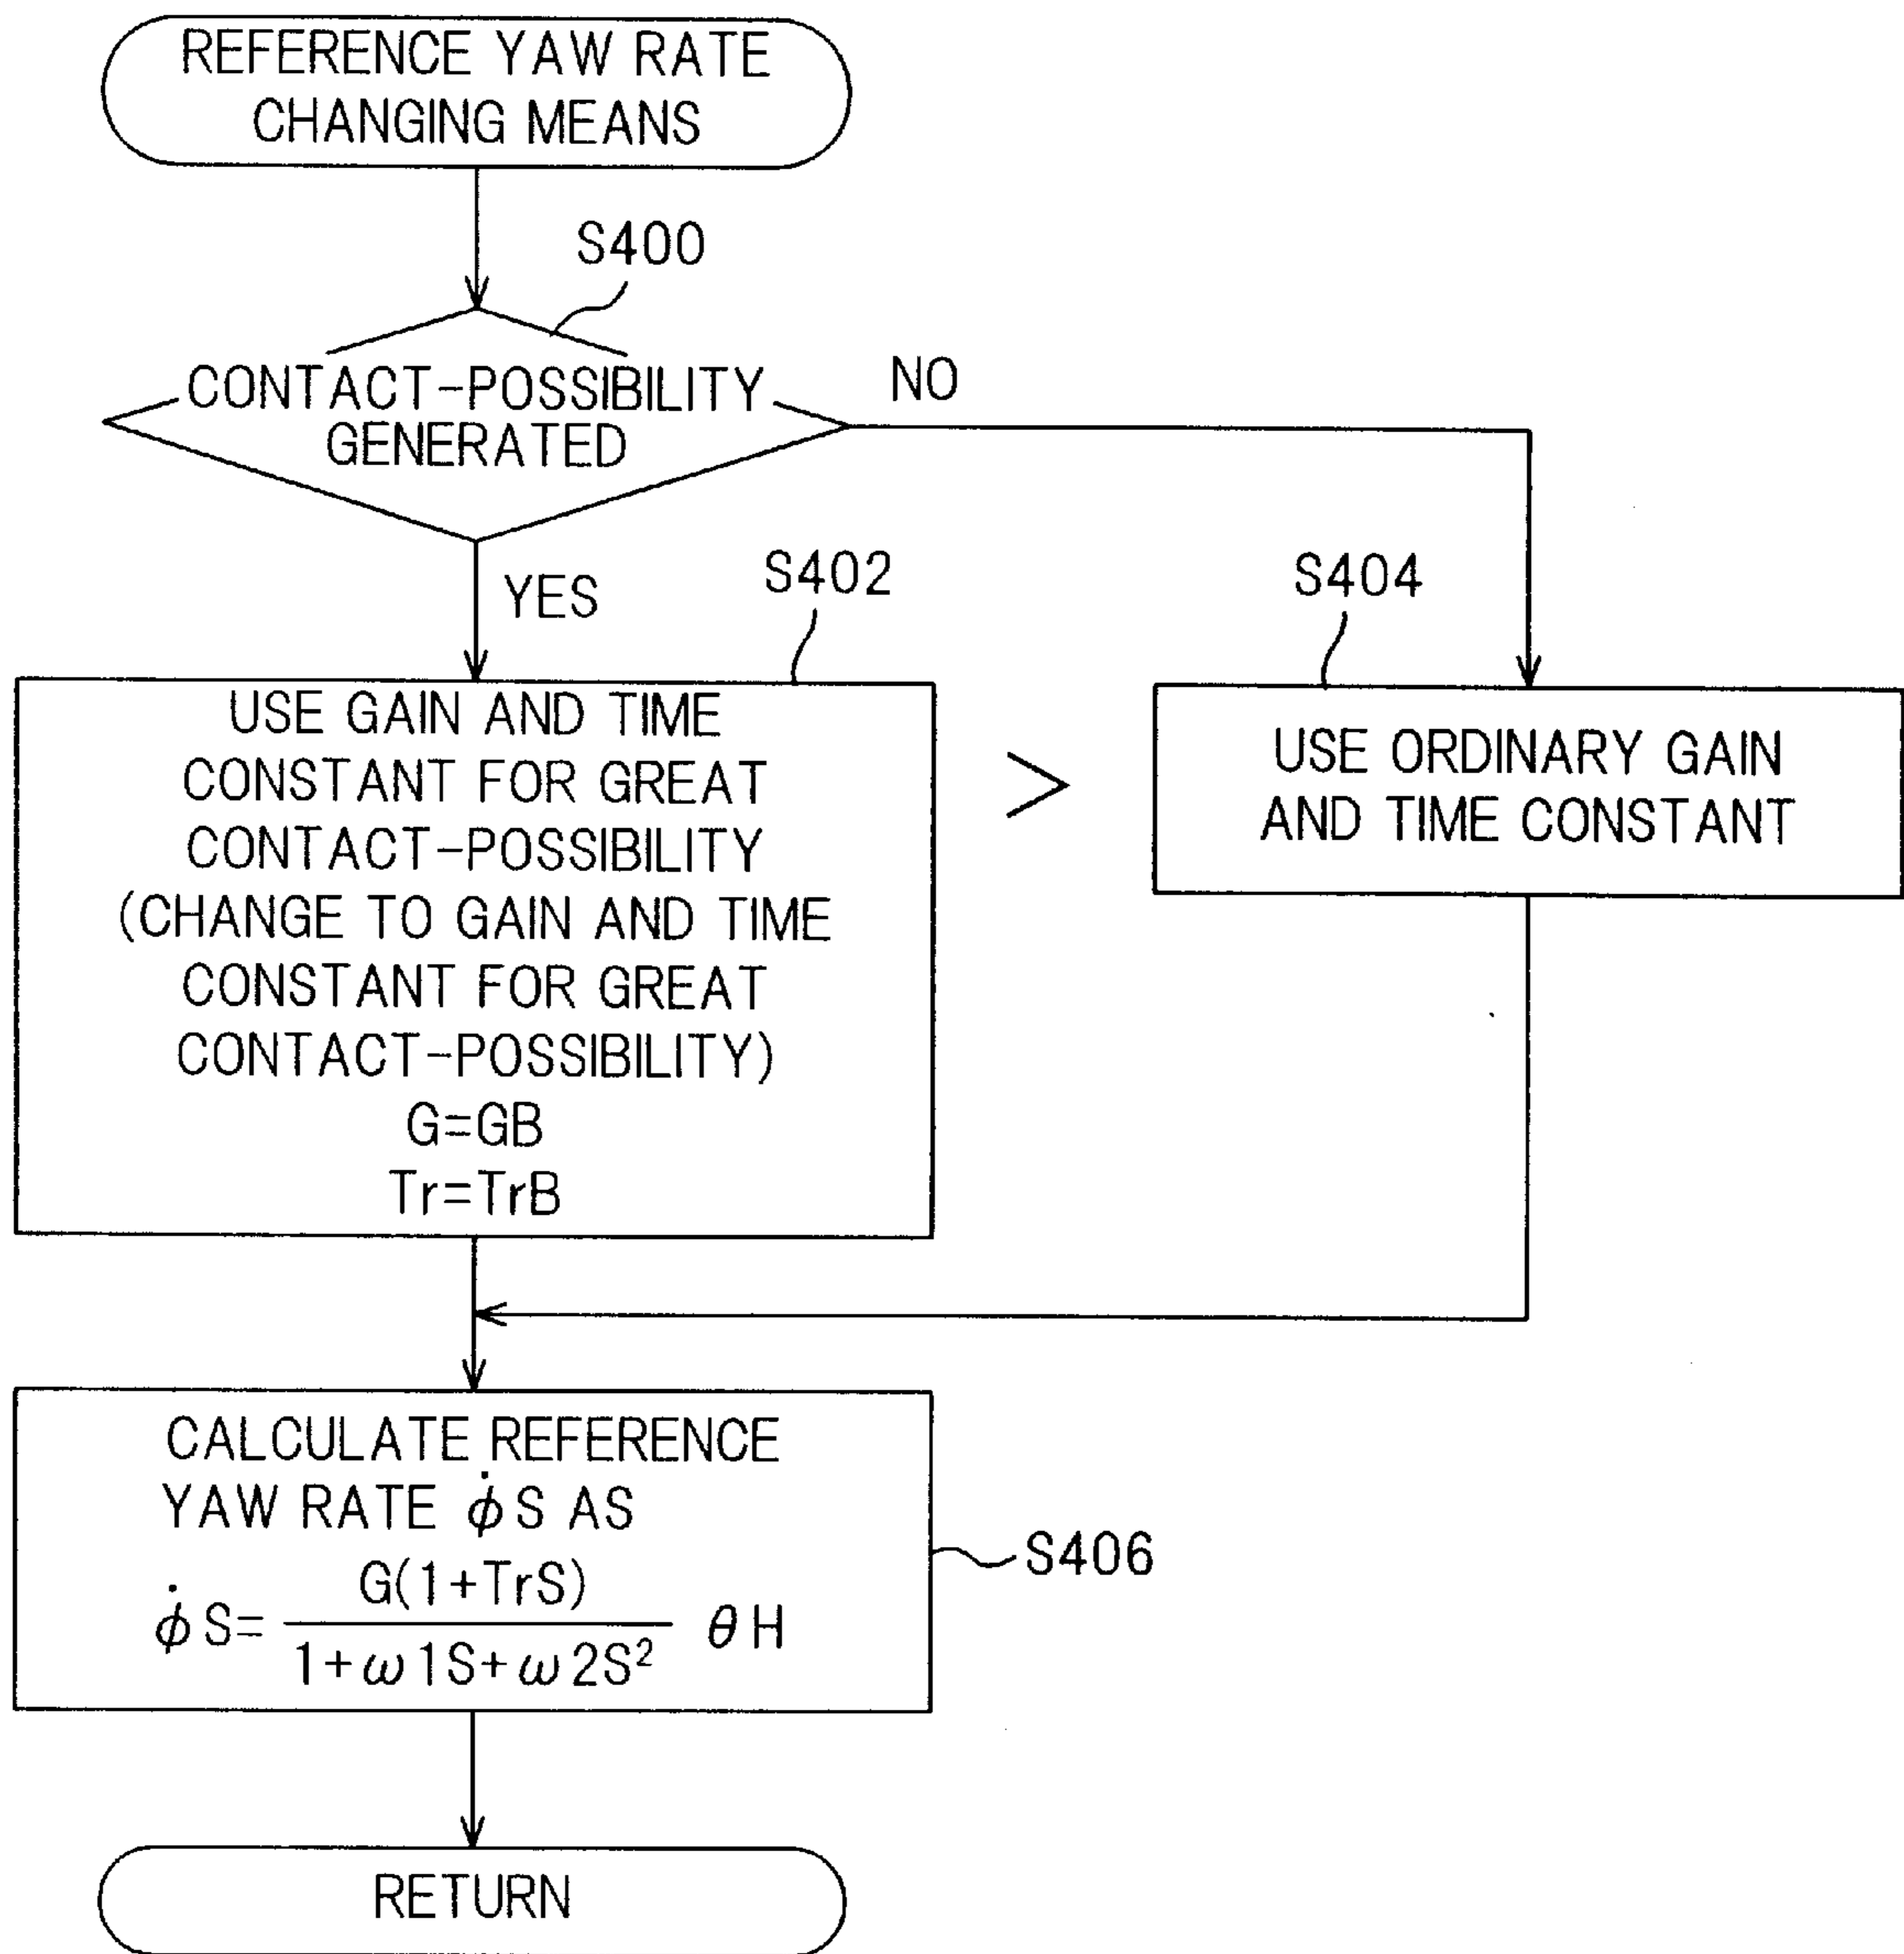 REFERENCE YAW RATE
CHANGING MEANS
S400
CONTACT-POSSIBILITY
GENERATED
NO
YES
S402
S404
USE GAIN AND TIME
CONSTANT FOR GREAT
CONTACT-POSSIBILITY
(CHANGE TO GAIN AND TIME
CONSTANT FOR GREAT
CONTACT-POSSIBILITY)
G=GB
Tr=TrB
>
USE ORDINARY GAIN
AND TIME CONSTANT
CALCULATE REFERENCE
YAW RATE φ̇S AS
G(1+TrS)
φ̇S= θH
1+ω1S+ω2S²
S406
RETURN